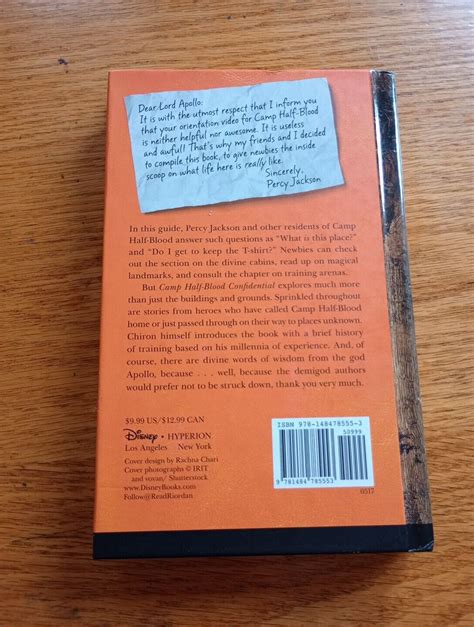 Dear Lord Apollo:
It is with the utmost respect that I inform you
that your orientation video for Camp Half-Blood
is neither helpful nor awesome. It is useless
and awful! That's why my friends and I decided
to compile this book, to give newbies the inside
scoop on what life here is really like.
Sincerely,
Percy Jackson
In this guide, Percy Jackson and other residents of Camp
Half-Blood answer such questions as "What is this place?"
and "Do I get to keep the T-shirt?" Newbies can check
out the section on the divine cabins, read up on magical
landmarks, and consult the chapter on training arenas.
But Camp Half-Blood Confidential explores much more
than just the buildings and grounds. Sprinkled throughout
are stories from heroes who have called Camp Half-Blood
home or just passed through on their way to places unknown.
Chiron himself introduces the book with a brief history
of training based on his millennia of experience. And, of
course, there are divine words of wisdom from the god
Apollo, because . . . well, because the demigod authors
would prefer not to be struck down, thank you very much.
$9.99 US/$12.99 CAN
Disney • HYPERION
Los Angeles New York
Cover design by Rachna Chari
Cover photographs © IRIT
and vovan/ Shutterstock
www.DisneyBooks.com
Follow@ReadRiordan
ISBN 978-148478555-3
50999
9 781484 785553
0517